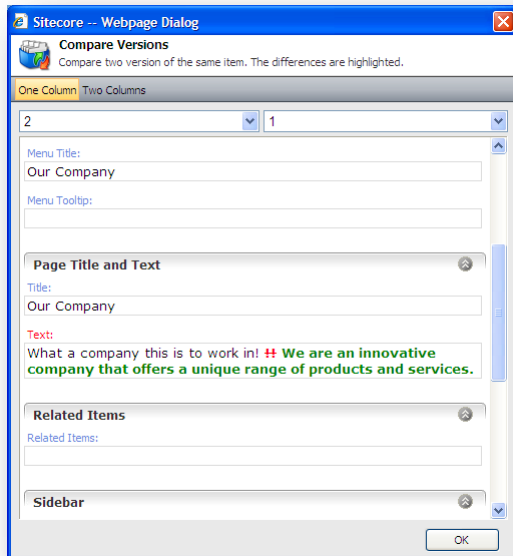 Sitecore -- Webpage Dialog
Compare Versions
Compare two version of the same item. The differences are highlighted.
One Column Two Columns
2 1
Menu Title:
Our Company
Menu Tooltip:
Page Title and Text
Title:
Our Company
Text:
What a company this is to work in! !! We are an innovative
company that offers a unique range of products and services.
Related Items
Related Items:
Sidebar
OK